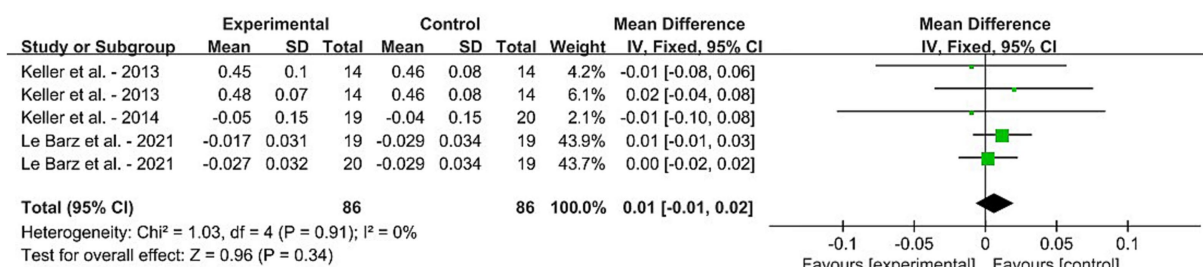 Experimental Control Mean Difference Mean Difference
Study or Subgroup Mean SD Total Mean SD Total Weight IV, Fixed, 95% CI IV, Fixed, 95% CI
Keller et al. - 2013 0.45 0.1 14 0.46 0.08 14 4.2% -0.01 [-0.08, 0.06]
Keller et al. - 2013 0.48 0.07 14 0.46 0.08 14 6.1% 0.02 [-0.04, 0.08]
Keller et al. - 2014 -0.05 0.15 19 -0.04 0.15 20 2.1% -0.01 [-0.10, 0.08]
Le Barz et al. - 2021 -0.017 0.031 19 -0.029 0.034 19 43.9% 0.01 [-0.01, 0.03]
Le Barz et al. - 2021 -0.027 0.032 20 -0.029 0.034 19 43.7% 0.00 [-0.02, 0.02]
Total (95% CI) 86 86 100.0% 0.01 [-0.01, 0.02]
Heterogeneity: Chi² = 1.03, df = 4 (P = 0.91); I² = 0%
Test for overall effect: Z = 0.96 (P = 0.34)
-0.1 -0.05 0 0.05 0.1
Favours [experimental] Favours [control]